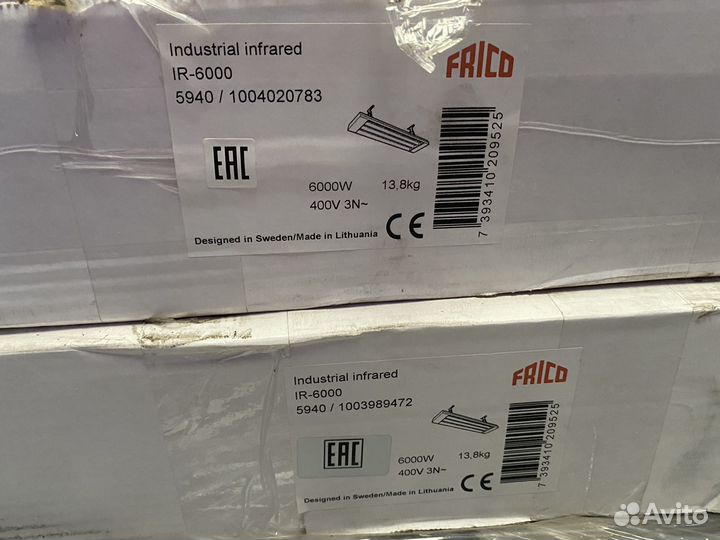 Industrial infrared
IR-6000
5940 / 1004020783
FRICO
EAC
6000W 13,8kg
400V 3N~
CE
Designed in Sweden/Made in Lithuania
7 393410 209525
Industrial infrared
IR-6000
5940 / 1003989472
FRICO
EAC
6000W 13,8kg
400V 3N~
CE
Designed in Sweden/Made in Lithuania
7 393410 209525
Avito